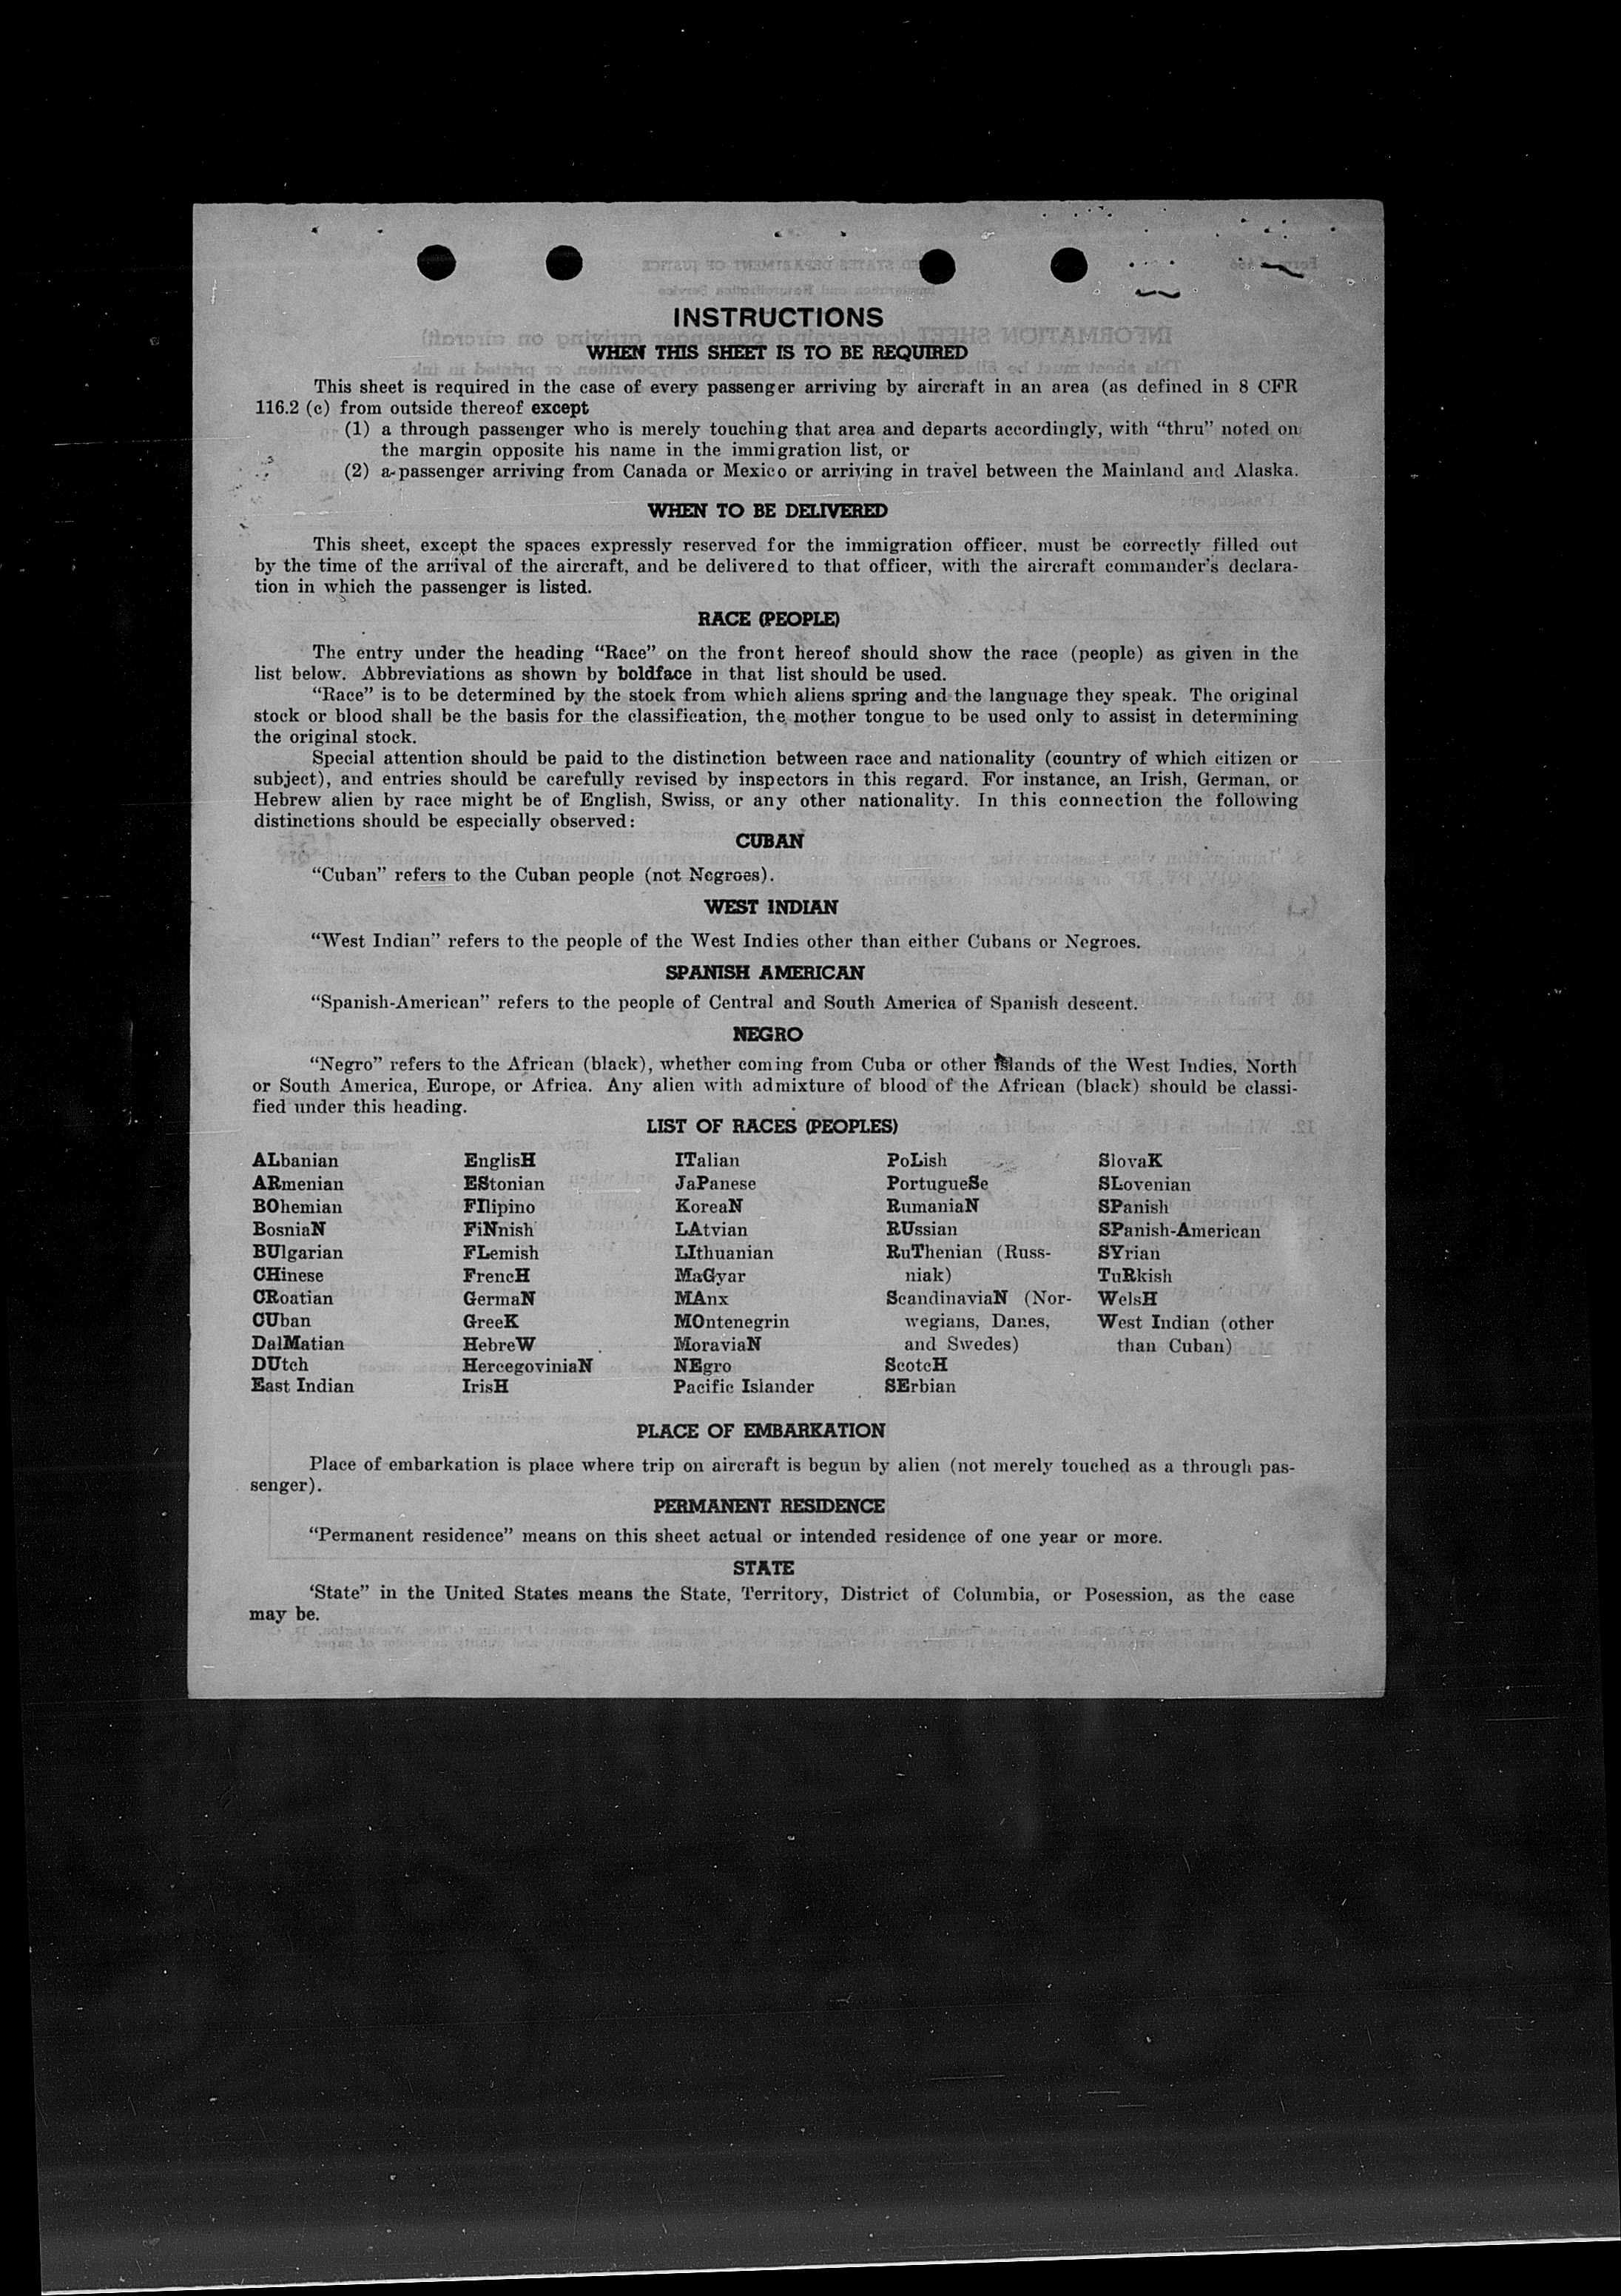 INSTRUCTIONS
WHEN THIS SHEET IS TO BE REQUIRED
This sheet is required in the case of every passenger arriving by aircraft in an area (as defined in 8 CFR
116.2 (c) from outside thereof except
(1) a through passenger who is merely touching that area and departs accordingly, with “thru” noted on
the margin opposite his name in the immigration list, or
(2) a passenger arriving from Canada or Mexico or arriving in travel between the Mainland and Alaska.
WHEN TO BE DELIVERED
This sheet, except the spaces expressly reserved for the immigration officer, must be correctly filled out
by the time of the arrival of the aircraft, and be delivered to that officer, with the aircraft commander’s declara-
tion in which the passenger is listed.
RACE (PEOPLE)
The entry under the heading “Race” on the front hereof should show the race (people) as given in the
list below. Abbreviations as shown by boldface in that list should be used.
“Race” is to be determined by the stock from which aliens spring and the language they speak. The original
stock or blood shall be the basis for the classification, the mother tongue to be used only to assist in determining
the original stock.
Special attention should be paid to the distinction between race and nationality (country of which citizen or
subject), and entries should be carefully revised by inspectors in this regard. For instance, an Irish, German, or
Hebrew alien by race might be of English, Swiss, or any other nationality. In this connection the following
distinctions should be especially observed:
CUBAN
“Cuban” refers to the Cuban people (not Negroes).
WEST INDIAN
“West Indian” refers to the people of the West Indies other than either Cubans or Negroes.
SPANISH AMERICAN
“Spanish-American” refers to the people of Central and South America of Spanish descent.
NEGRO
“Negro” refers to the African (black), whether coming from Cuba or other islands of the West Indies, North
or South America, Europe, or Africa. Any alien with admixture of blood of the African (black) should be classi-
fied under this heading.
LIST OF RACES (PEOPLES)
ALbanian
ARmenian
BOhemian
BosniaN
BUlgarian
CHinese
CRoatian
CUban
DalMatian
DUtch
East Indian
EnglisH
EStonian
FIlipino
FiNnish
FLemish
FrencH
GermaN
GreeK
HebreW
HercegoviniaN
IrisH
ITalian
JaPanese
KoreaN
LAtvian
LIthuanian
MaGyar
MAnx
MOntenegrin
MoraviaN
NEgro
Pacific Islander
PoLish
PortugueSe
RumaniaN
RUssian
RuThenian (Russ-
niak)
ScandinaviaN (Nor-
wegians, Danes,
and Swedes)
ScotcH
SErbian
SlovaK
SLovenian
SPanish
SPanish-American
SYrian
TuRkish
WelsH
West Indian (other
than Cuban)
PLACE OF EMBARKATION
Place of embarkation is place where trip on aircraft is begun by alien (not merely touched as a through pas-
senger).
PERMANENT RESIDENCE
“Permanent residence” means on this sheet actual or intended residence of one year or more.
STATE
‘State” in the United States means the State, Territory, District of Columbia, or Posession, as the case
may be.